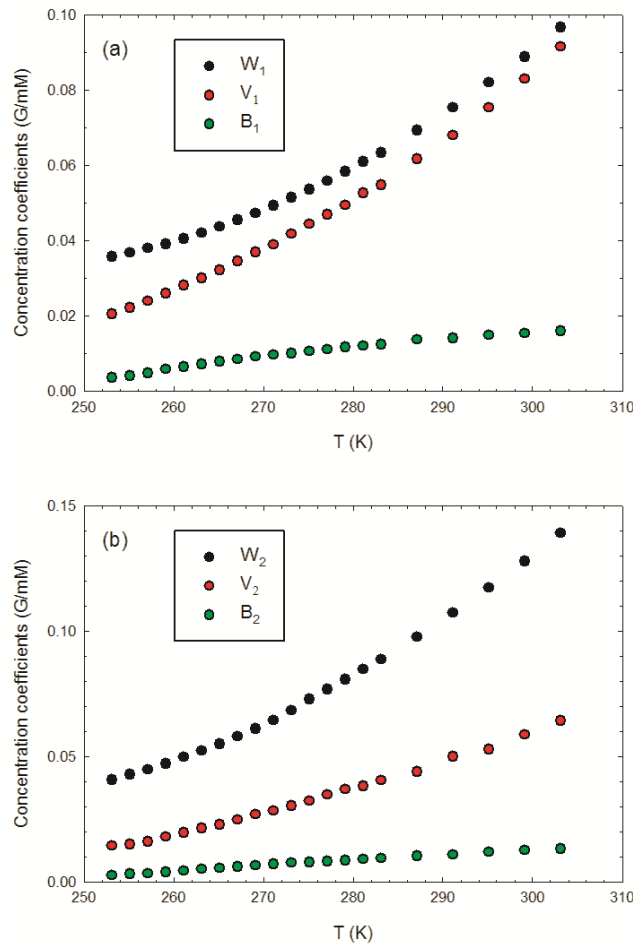 (a)
W₁
V₁
B₁
Concentration coefficients (G/mM)
0.10
0.08
0.06
0.04
0.02
0.00
250 260 270 280 290 300 310
T (K)
(b)
W₂
V₂
B₂
Concentration coefficients (G/mM)
0.15
0.10
0.05
0.00
250 260 270 280 290 300 310
T (K)